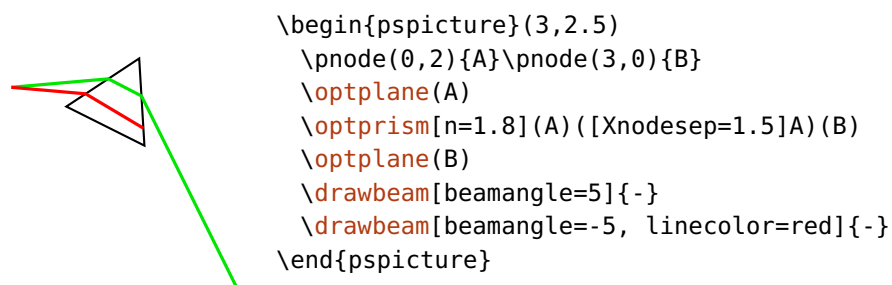 \begin{pspicture}(3,2.5)
  \pnode(0,2){A}\pnode(3,0){B}
  \optplane(A)
  \optprism[n=1.8](A)([Xnodesep=1.5]A)(B)
  \optplane(B)
  \drawbeam[beamangle=5]{-}
  \drawbeam[beamangle=-5, linecolor=red]{-}
\end{pspicture}